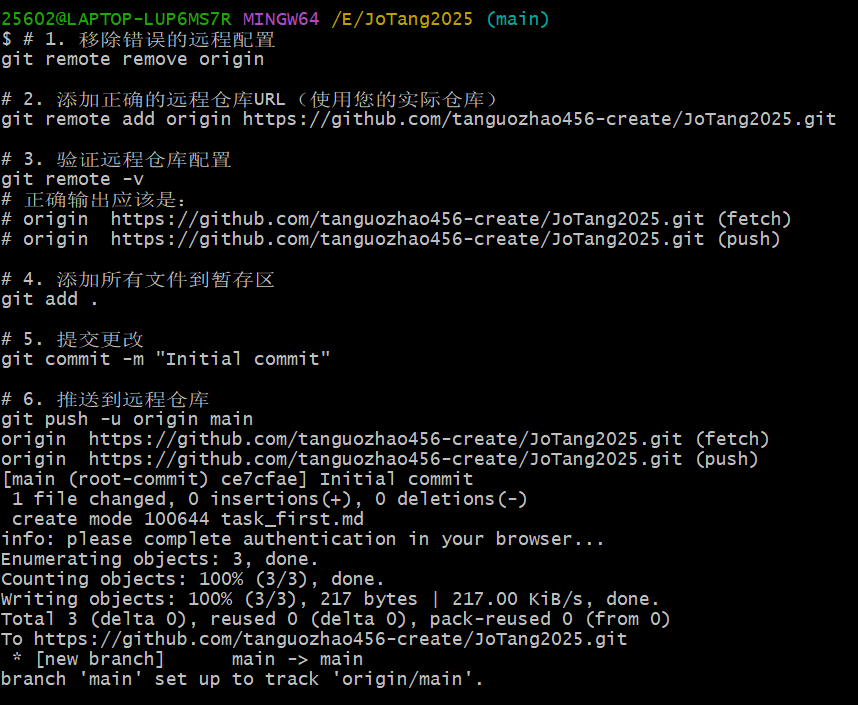 25602@LAPTOP-LUP6MS7R MINGW64 /E/JoTang2025 (main)
$ # 1. 移除错误的远程配置
git remote remove origin
# 2. 添加正确的远程仓库URL（使用您的实际仓库）
git remote add origin https://github.com/tanguozhao456-create/JoTang2025.git
# 3. 验证远程仓库配置
git remote -v
# 正确输出应该是：
# origin  https://github.com/tanguozhao456-create/JoTang2025.git (fetch)
# origin  https://github.com/tanguozhao456-create/JoTang2025.git (push)
# 4. 添加所有文件到暂存区
git add .
# 5. 提交更改
git commit -m "Initial commit"
# 6. 推送到远程仓库
git push -u origin main
origin  https://github.com/tanguozhao456-create/JoTang2025.git (fetch)
origin  https://github.com/tanguozhao456-create/JoTang2025.git (push)
[main (root-commit) ce7cfae] Initial commit
 1 file changed, 0 insertions(+), 0 deletions(-)
 create mode 100644 task_first.md
info: please complete authentication in your browser...
Enumerating objects: 3, done.
Counting objects: 100% (3/3), done.
Writing objects: 100% (3/3), 217 bytes | 217.00 KiB/s, done.
Total 3 (delta 0), reused 0 (delta 0), pack-reused 0 (from 0)
To https://github.com/tanguozhao456-create/JoTang2025.git
 * [new branch]      main -> main
branch 'main' set up to track 'origin/main'.